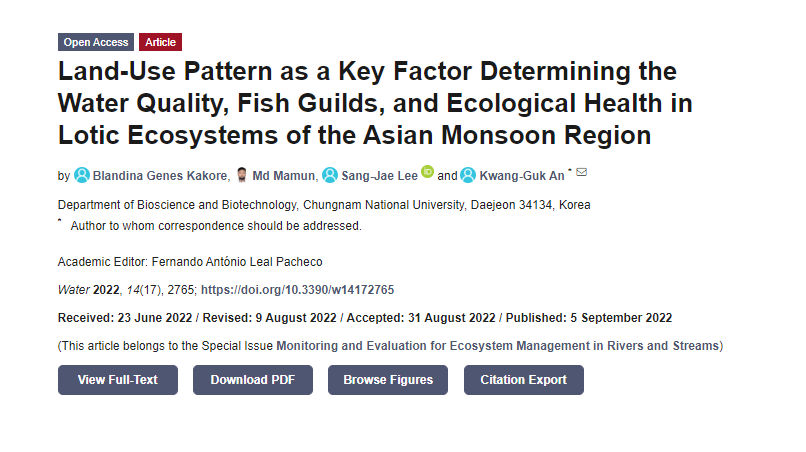 Open Access Article
Land-Use Pattern as a Key Factor Determining the
Water Quality, Fish Guilds, and Ecological Health in
Lotic Ecosystems of the Asian Monsoon Region
by Blandina Genes Kakore, Md Mamun, Sang-Jae Lee iD and Kwang-Guk An *
Department of Bioscience and Biotechnology, Chungnam National University, Daejeon 34134, Korea
* Author to whom correspondence should be addressed.
Academic Editor: Fernando António Leal Pacheco
Water 2022, 14(17), 2765; https://doi.org/10.3390/w14172765
Received: 23 June 2022 / Revised: 9 August 2022 / Accepted: 31 August 2022 / Published: 5 September 2022
(This article belongs to the Special Issue Monitoring and Evaluation for Ecosystem Management in Rivers and Streams)
View Full-Text Download PDF Browse Figures Citation Export